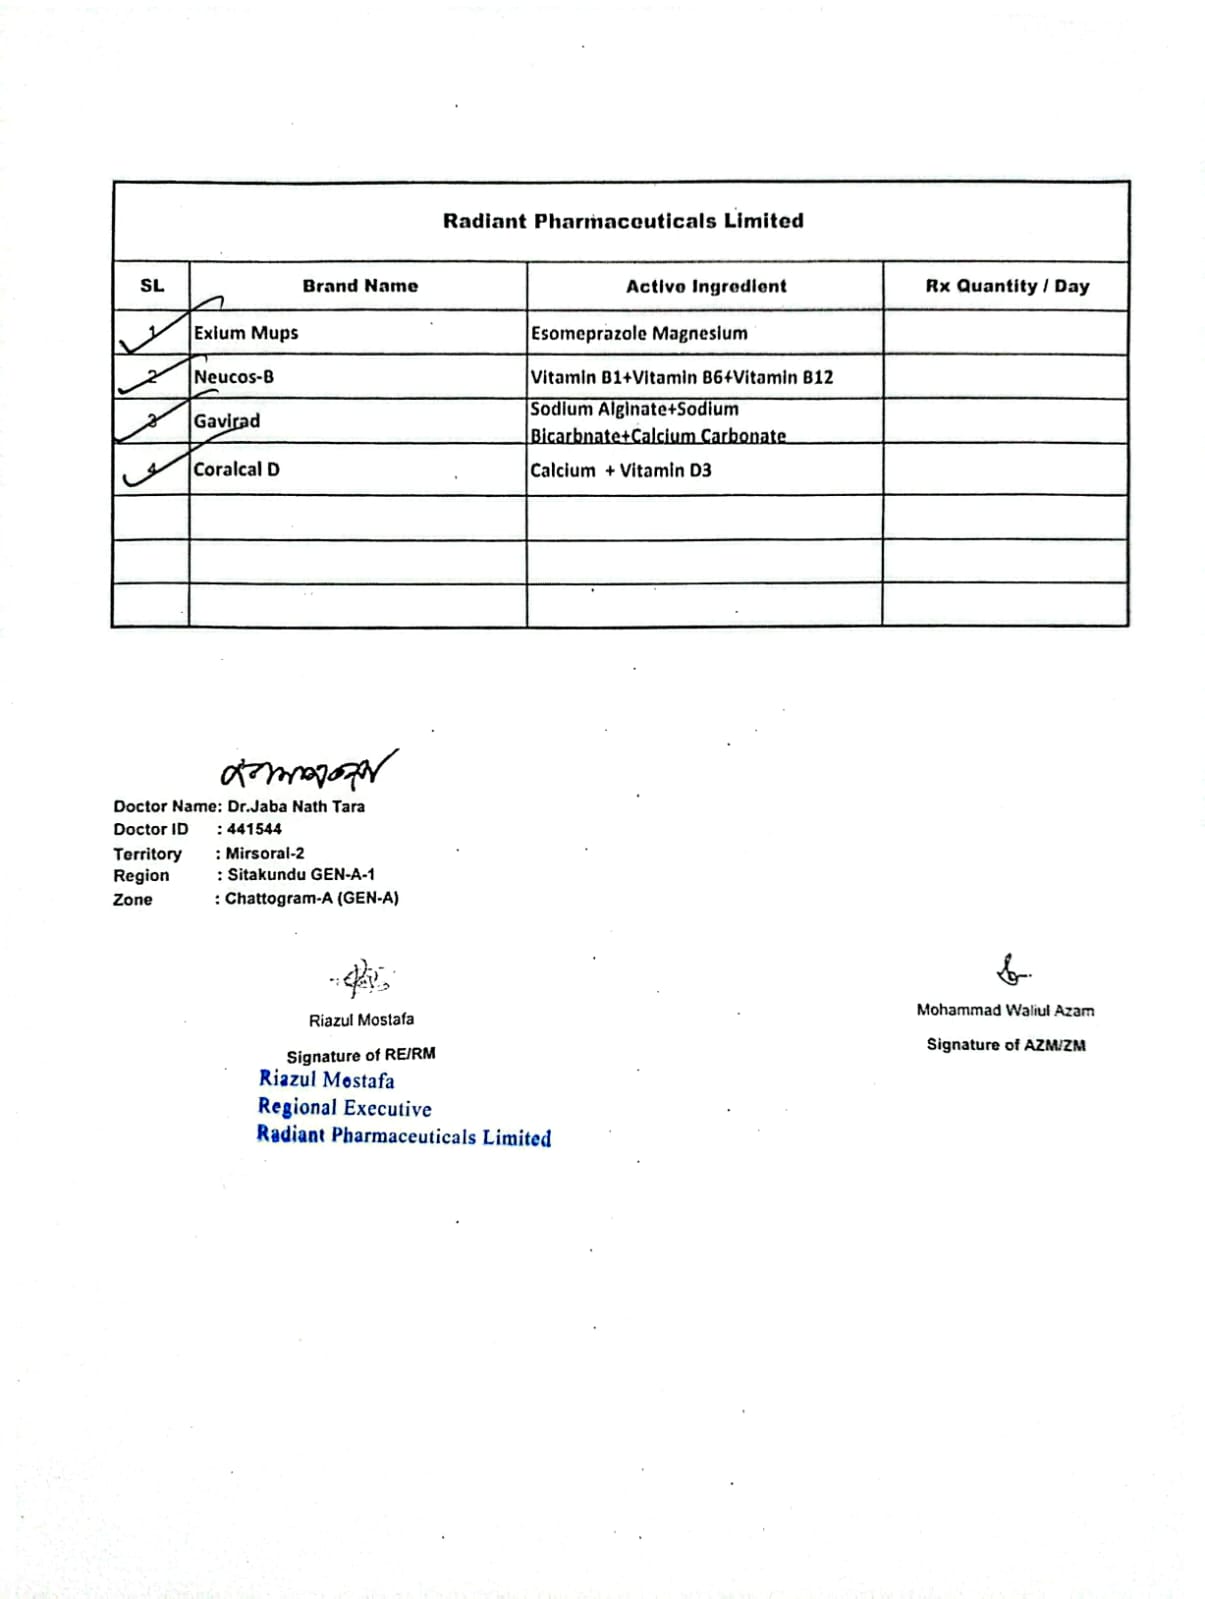 Radiant Pharmaceuticals Limited
SL Brand Name Active Ingredient Rx Quantity / Day
1 Exium Mups Esomeprazole Magnesium
2 Neucos-B Vitamin B1+Vitamin B6+Vitamin B12
3 Gavirad Sodium Alginate+Sodium
Bicarbnate+Calcium Carbonate
4 Coralcal D Calcium + Vitamin D3
Doctor Name: Dr.Jaba Nath Tara
Doctor ID : 441544
Territory : Mirsoral-2
Region : Sitakundu GEN-A-1
Zone : Chattogram-A (GEN-A)
Riazul Mostafa
Signature of RE/RM
Riazul Mostafa
Regional Executive
Radiant Pharmaceuticals Limited
Mohammad Waliul Azam
Signature of AZM/ZM